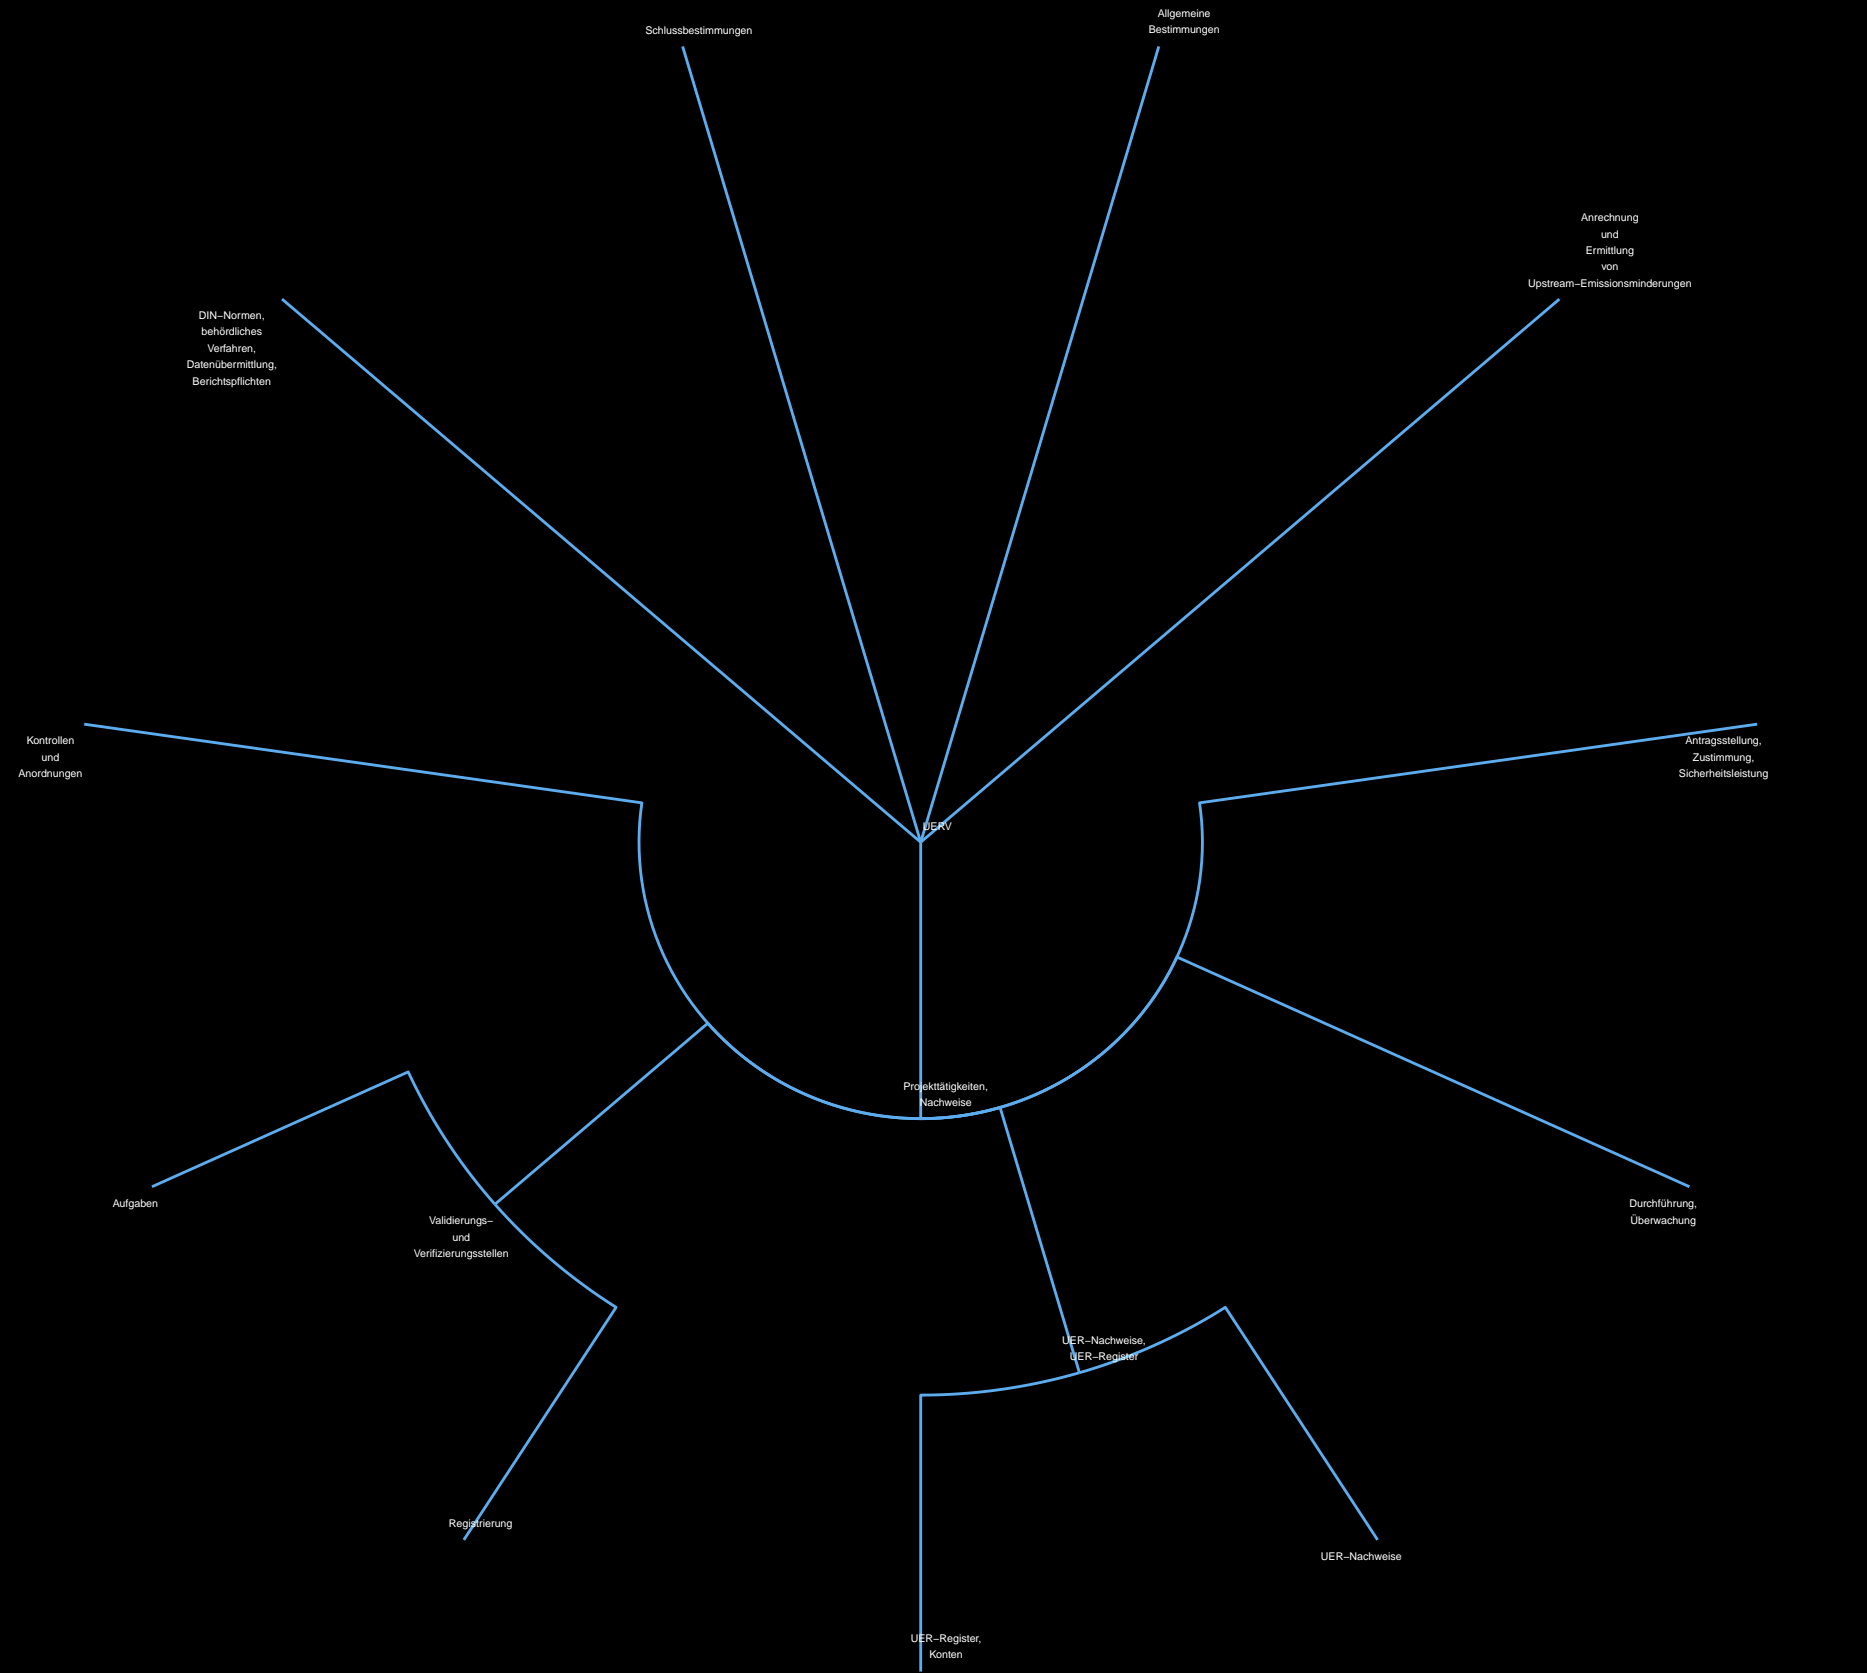 Schlussbestimmungen
Allgemeine
Bestimmungen
Anrechnung
und
Ermittlung
von
Upstream–Emissionsminderungen
DIN–Normen,
behördliches
Verfahren,
Datenübermittlung,
Berichtspflichten
Kontrollen
und
Anordnungen
Antragsstellung,
Zustimmung,
Sicherheitsleistung
UERV
Projekttätigkeiten,
Nachweise
Aufgaben
Validierungs–
und
Verifizierungsstellen
Durchführung,
Überwachung
UER–Nachweise,
UER–Register
Registrierung
UER–Nachweise
UER–Register,
Konten